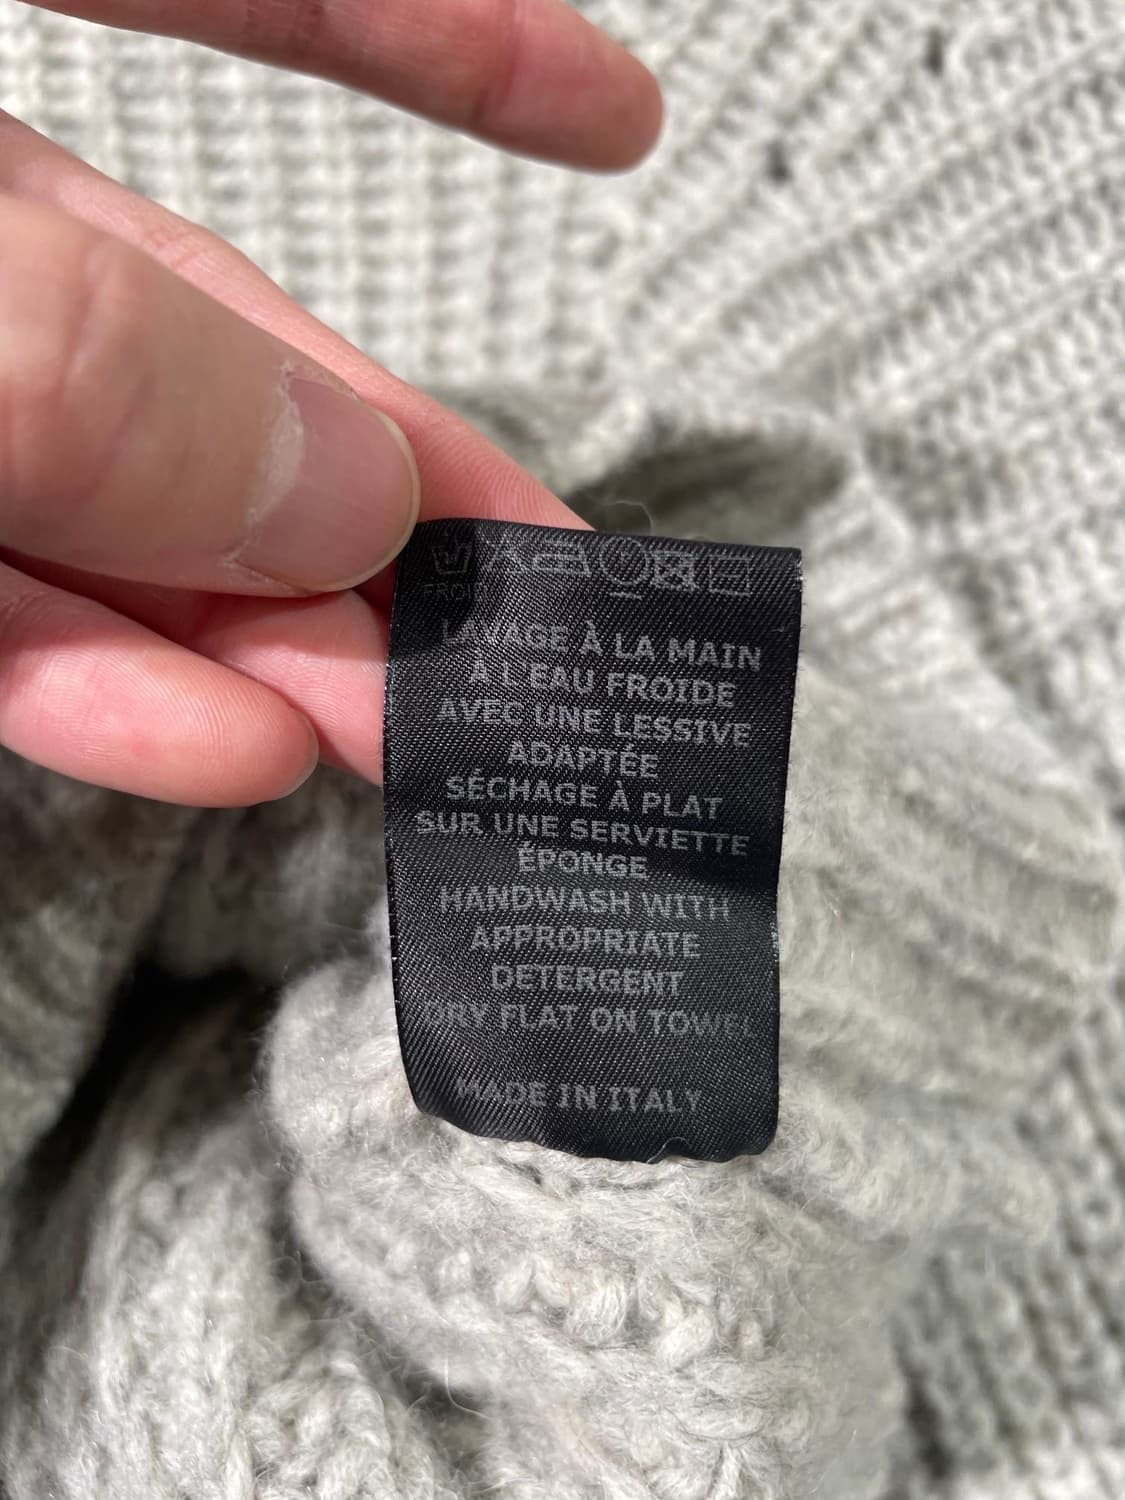 FROID
LAVAGE À LA MAIN
À L'EAU FROIDE
AVEC UNE LESSIVE
ADAPTÉE
SÉCHAGE À PLAT
SUR UNE SERVIETTE
ÉPONGE
HANDWASH WITH
APPROPRIATE
DETERGENT
DRY FLAT ON TOWEL
MADE IN ITALY